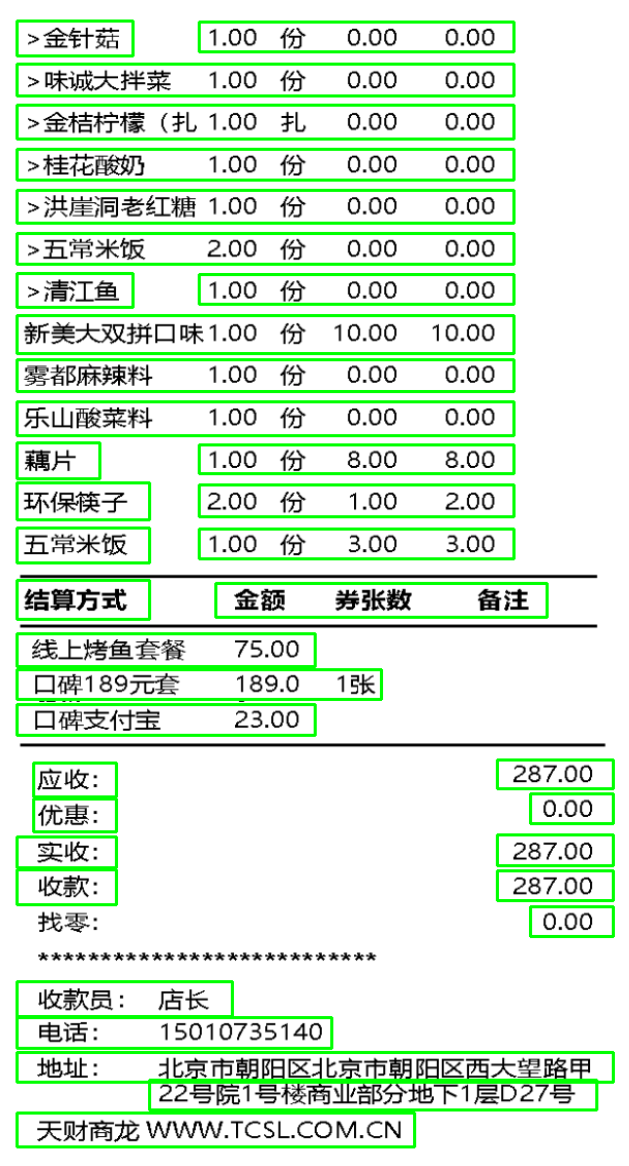 >金针菇 1.00 份 0.00 0.00
>味诚大拌菜 1.00 份 0.00 0.00
>金桔柠檬（扎 1.00 扎 0.00 0.00
>桂花酸奶 1.00 份 0.00 0.00
>洪崖洞老红糖 1.00 份 0.00 0.00
>五常米饭 2.00 份 0.00 0.00
>清江鱼 1.00 份 0.00 0.00
新美大双拼口味 1.00 份 10.00 10.00
雾都麻辣料 1.00 份 0.00 0.00
乐山酸菜料 1.00 份 0.00 0.00
藕片 1.00 份 8.00 8.00
环保筷子 2.00 份 1.00 2.00
五常米饭 1.00 份 3.00 3.00
结算方式 金额 券张数 备注
线上烤鱼套餐 75.00
口碑189元套 189.0 1张
口碑支付宝 23.00
应收: 287.00
优惠: 0.00
实收: 287.00
收款: 287.00
找零: 0.00
***************************
收款员: 店长
电话: 15010735140
地址: 北京市朝阳区北京市朝阳区西大望路甲
22号院1号楼商业部分地下1层D27号
天财商龙 WWW.TCSL.COM.CN